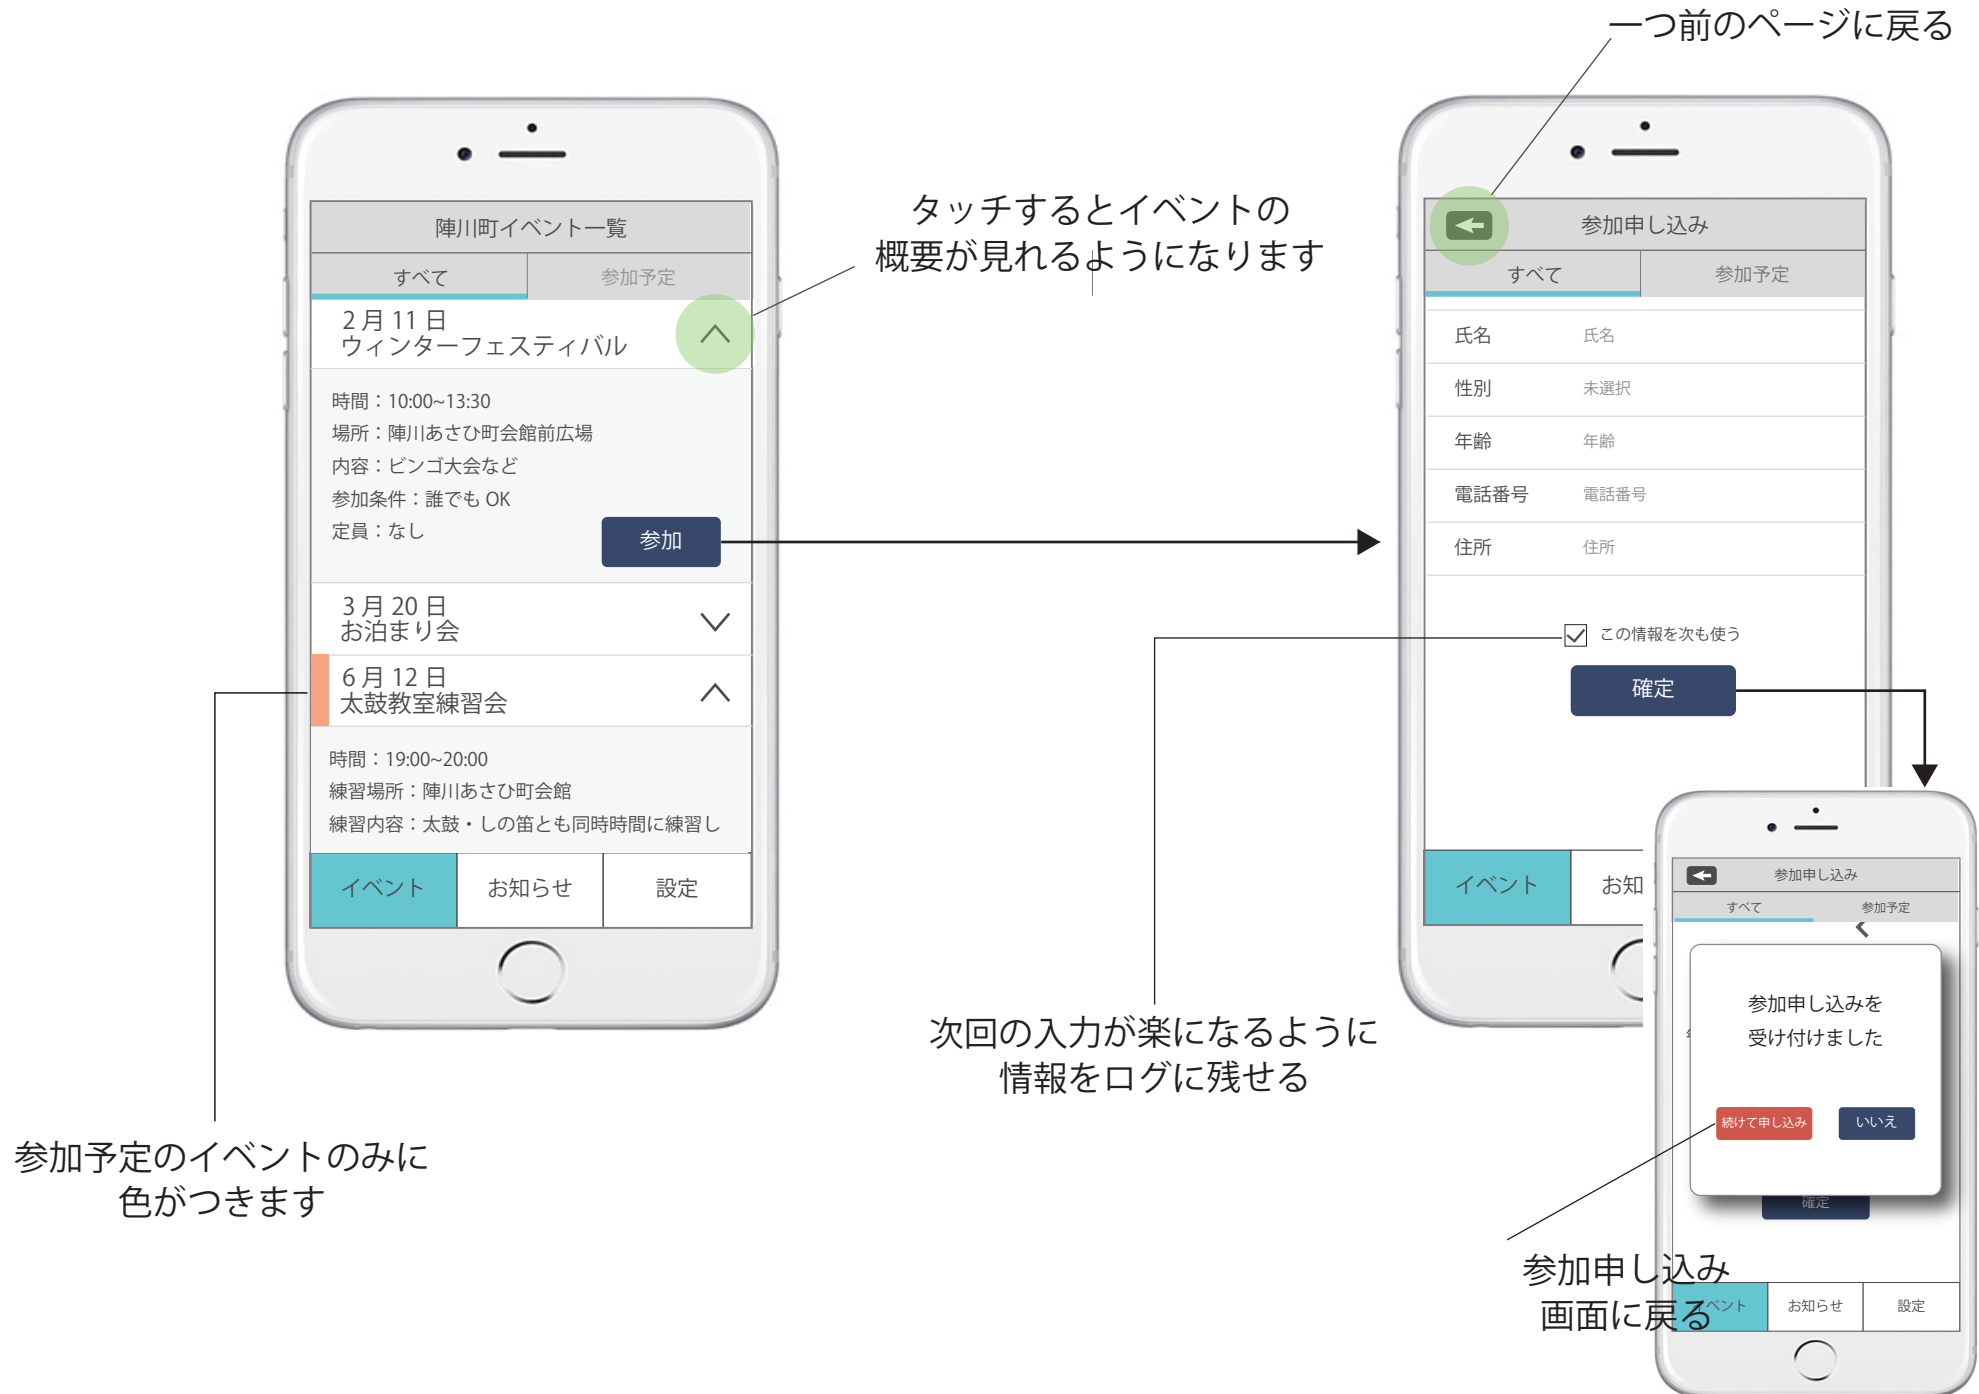 一つ前のページに戻る
陣川町イベント一覧
すべて
参加予定
2 月 11 日
ウィンターフェスティバル
時間：10:00~13:30
場所：陣川あさひ町会館前広場
内容：ビンゴ大会など
参加条件：誰でも OK
定員：なし
参加
3 月 20 日
お泊まり会
6 月 12 日
太鼓教室練習会
時間：19:00~20:00
練習場所：陣川あさひ町会館
練習内容：太鼓・しの笛とも同時時間に練習し
イベント
お知らせ
設定
タッチするとイベントの
概要が見れるようになります
参加申し込み
すべて
参加予定
氏名
氏名
性別
未選択
年齢
年齢
電話番号
電話番号
住所
住所
この情報を次も使う
確定
イベント
お知
次回の入力が楽になるように
情報をログに残せる
参加予定のイベントのみに
色がつきます
参加申し込み
すべて
参加予定
参加申し込みを
受け付けました
続けて申し込み
いいえ
確定
イベント
お知らせ
設定
参加申し込み
画面に戻る